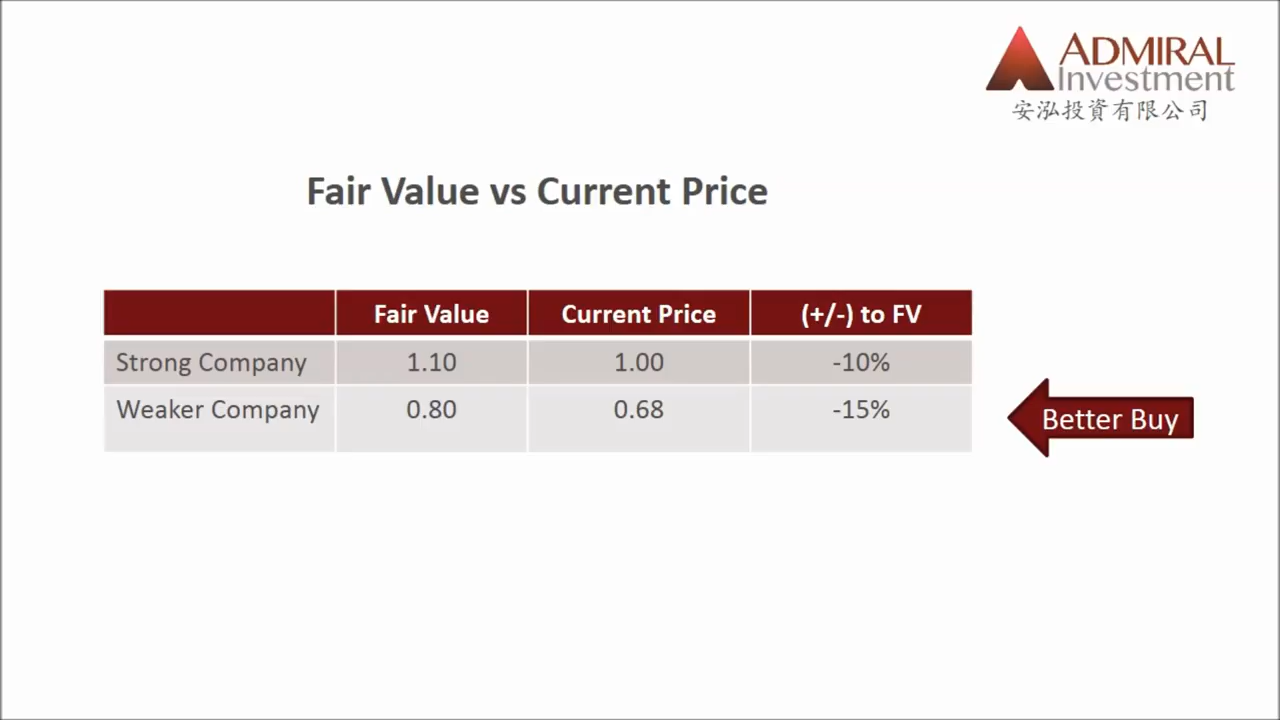 ADMIRAL
Investment
安泓投資有限公司
Fair Value vs Current Price
Fair Value Current Price (+/-) to FV
Strong Company 1.10 1.00 -10%
Weaker Company 0.80 0.68 -15%
Better Buy